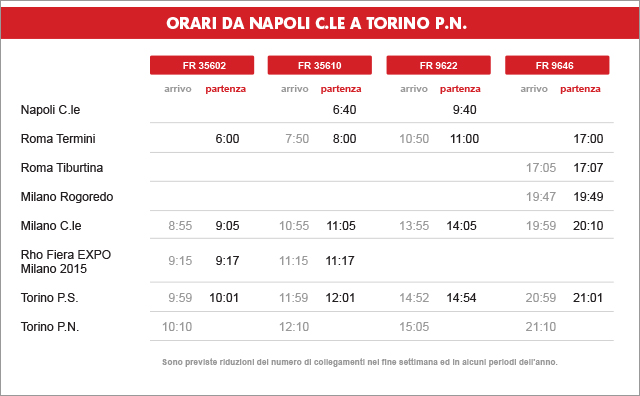 ORARI DA NAPOLI C.LE A TORINO P.N.
FR 35602 FR 35610 FR 9622 FR 9646
arrivo partenza arrivo partenza arrivo partenza arrivo partenza
Napoli C.le 6:40 9:40
Roma Termini 6:00 7:50 8:00 10:50 11:00 17:00
Roma Tiburtina 17:05 17:07
Milano Rogoredo 19:47 19:49
Milano C.le 8:55 9:05 10:55 11:05 13:55 14:05 19:59 20:10
Rho Fiera EXPO
Milano 2015 9:15 9:17 11:15 11:17
Torino P.S. 9:59 10:01 11:59 12:01 14:52 14:54 20:59 21:01
Torino P.N. 10:10 12:10 15:05 21:10
Sono previste riduzioni del numero di collegamenti nel fine settimana ed in alcuni periodi dell'anno.